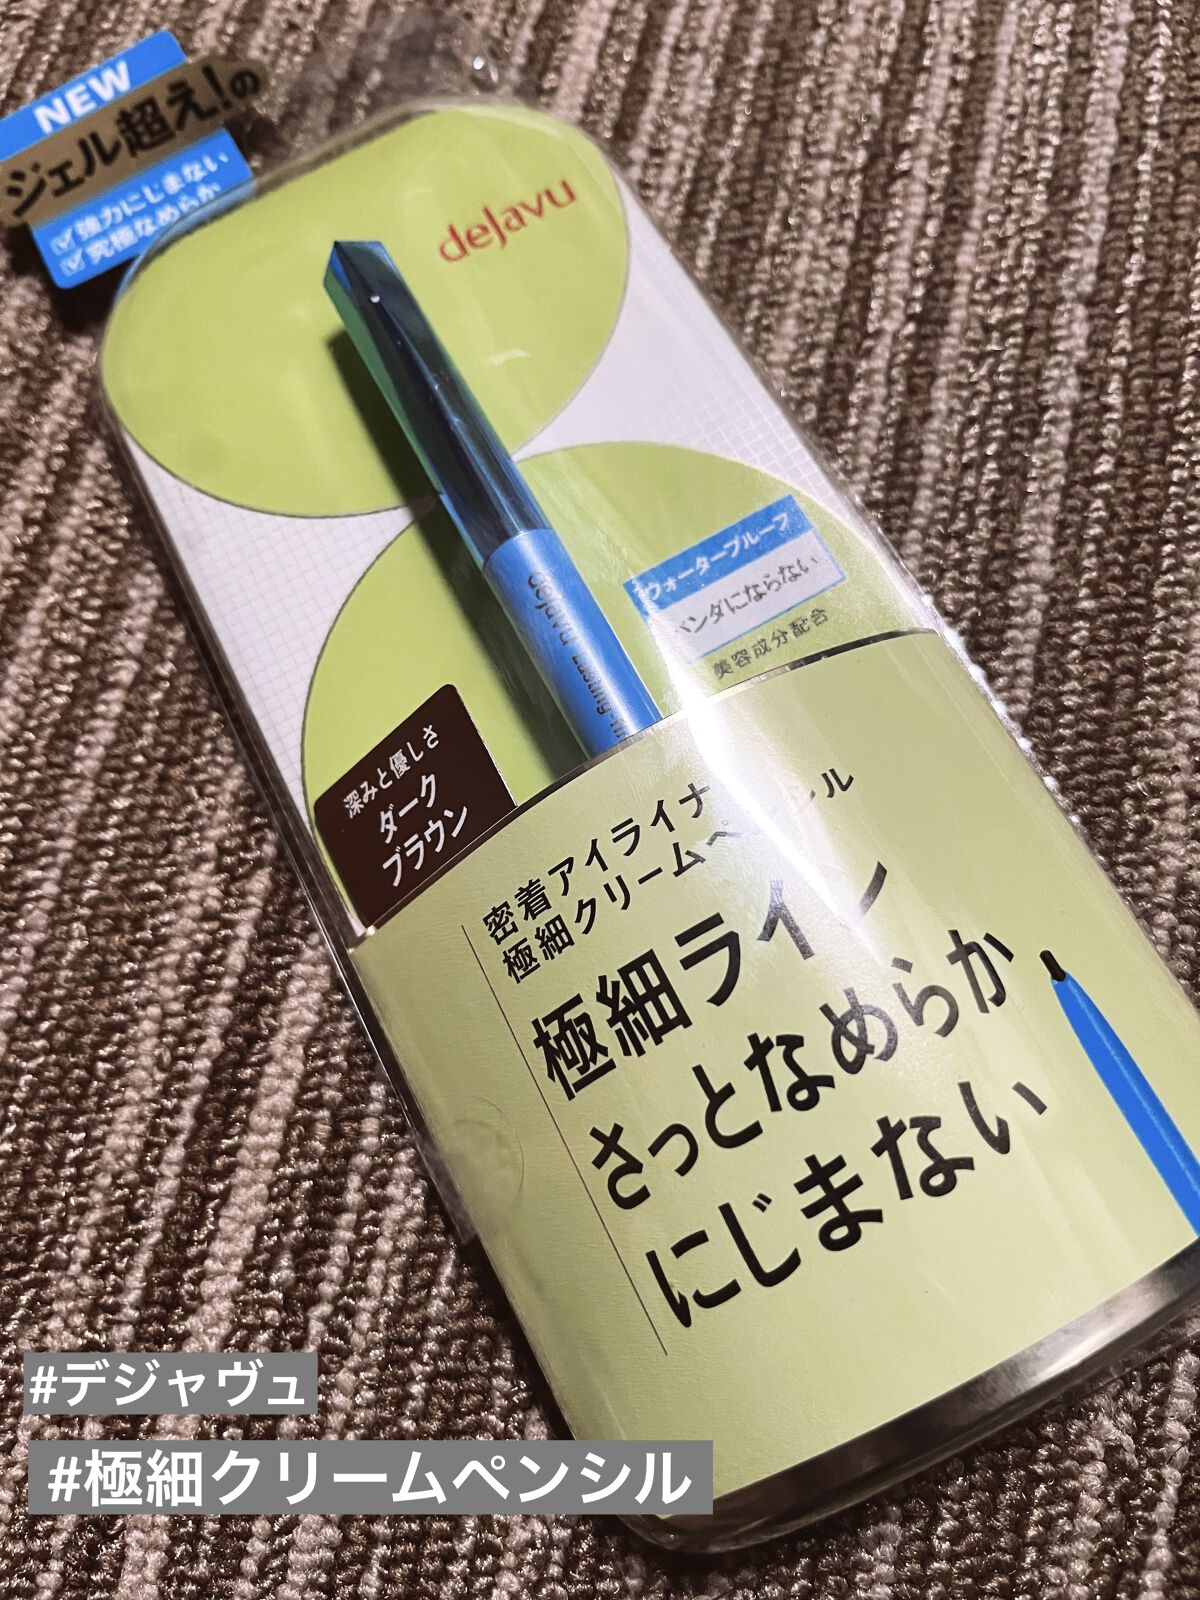 NEW
ジェル超え!の
強力ににじまない
究極なめらか
dejavu
dejavu Lasting-fi
ウォータープルーフ
パンダにならない
美容成分配合
深みと優しさ
ダーク
ブラウン
密着アイライナー
極細クリームペンシル
極細ライン
さっとなめらか
にじまない
#デジャヴュ
#極細クリームペンシル